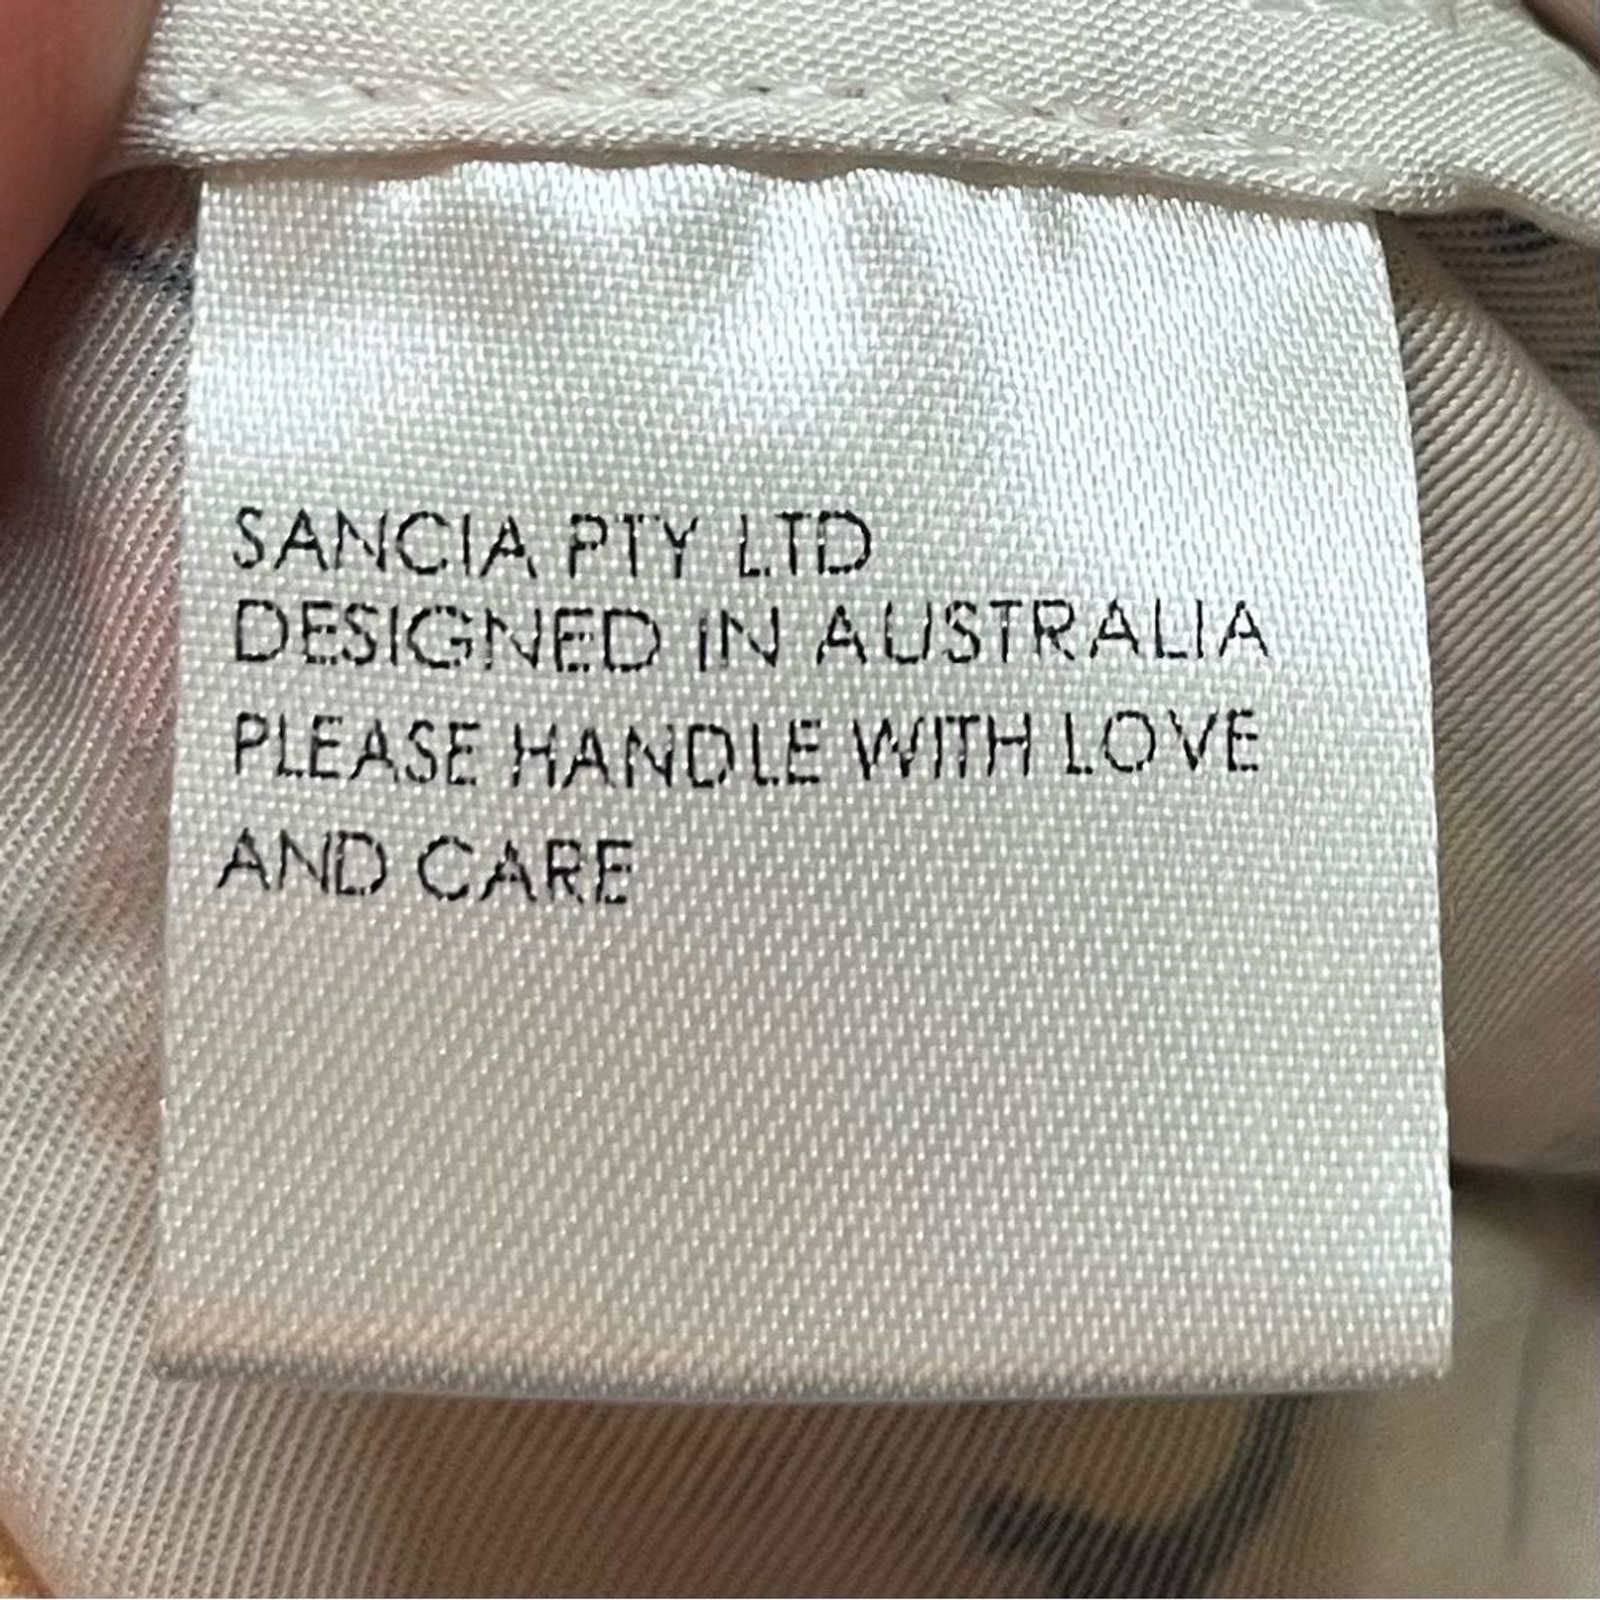 SANCIA PTY LTD
DESIGNED IN AUSTRALIA
PLEASE HANDLE WITH LOVE
AND CARE